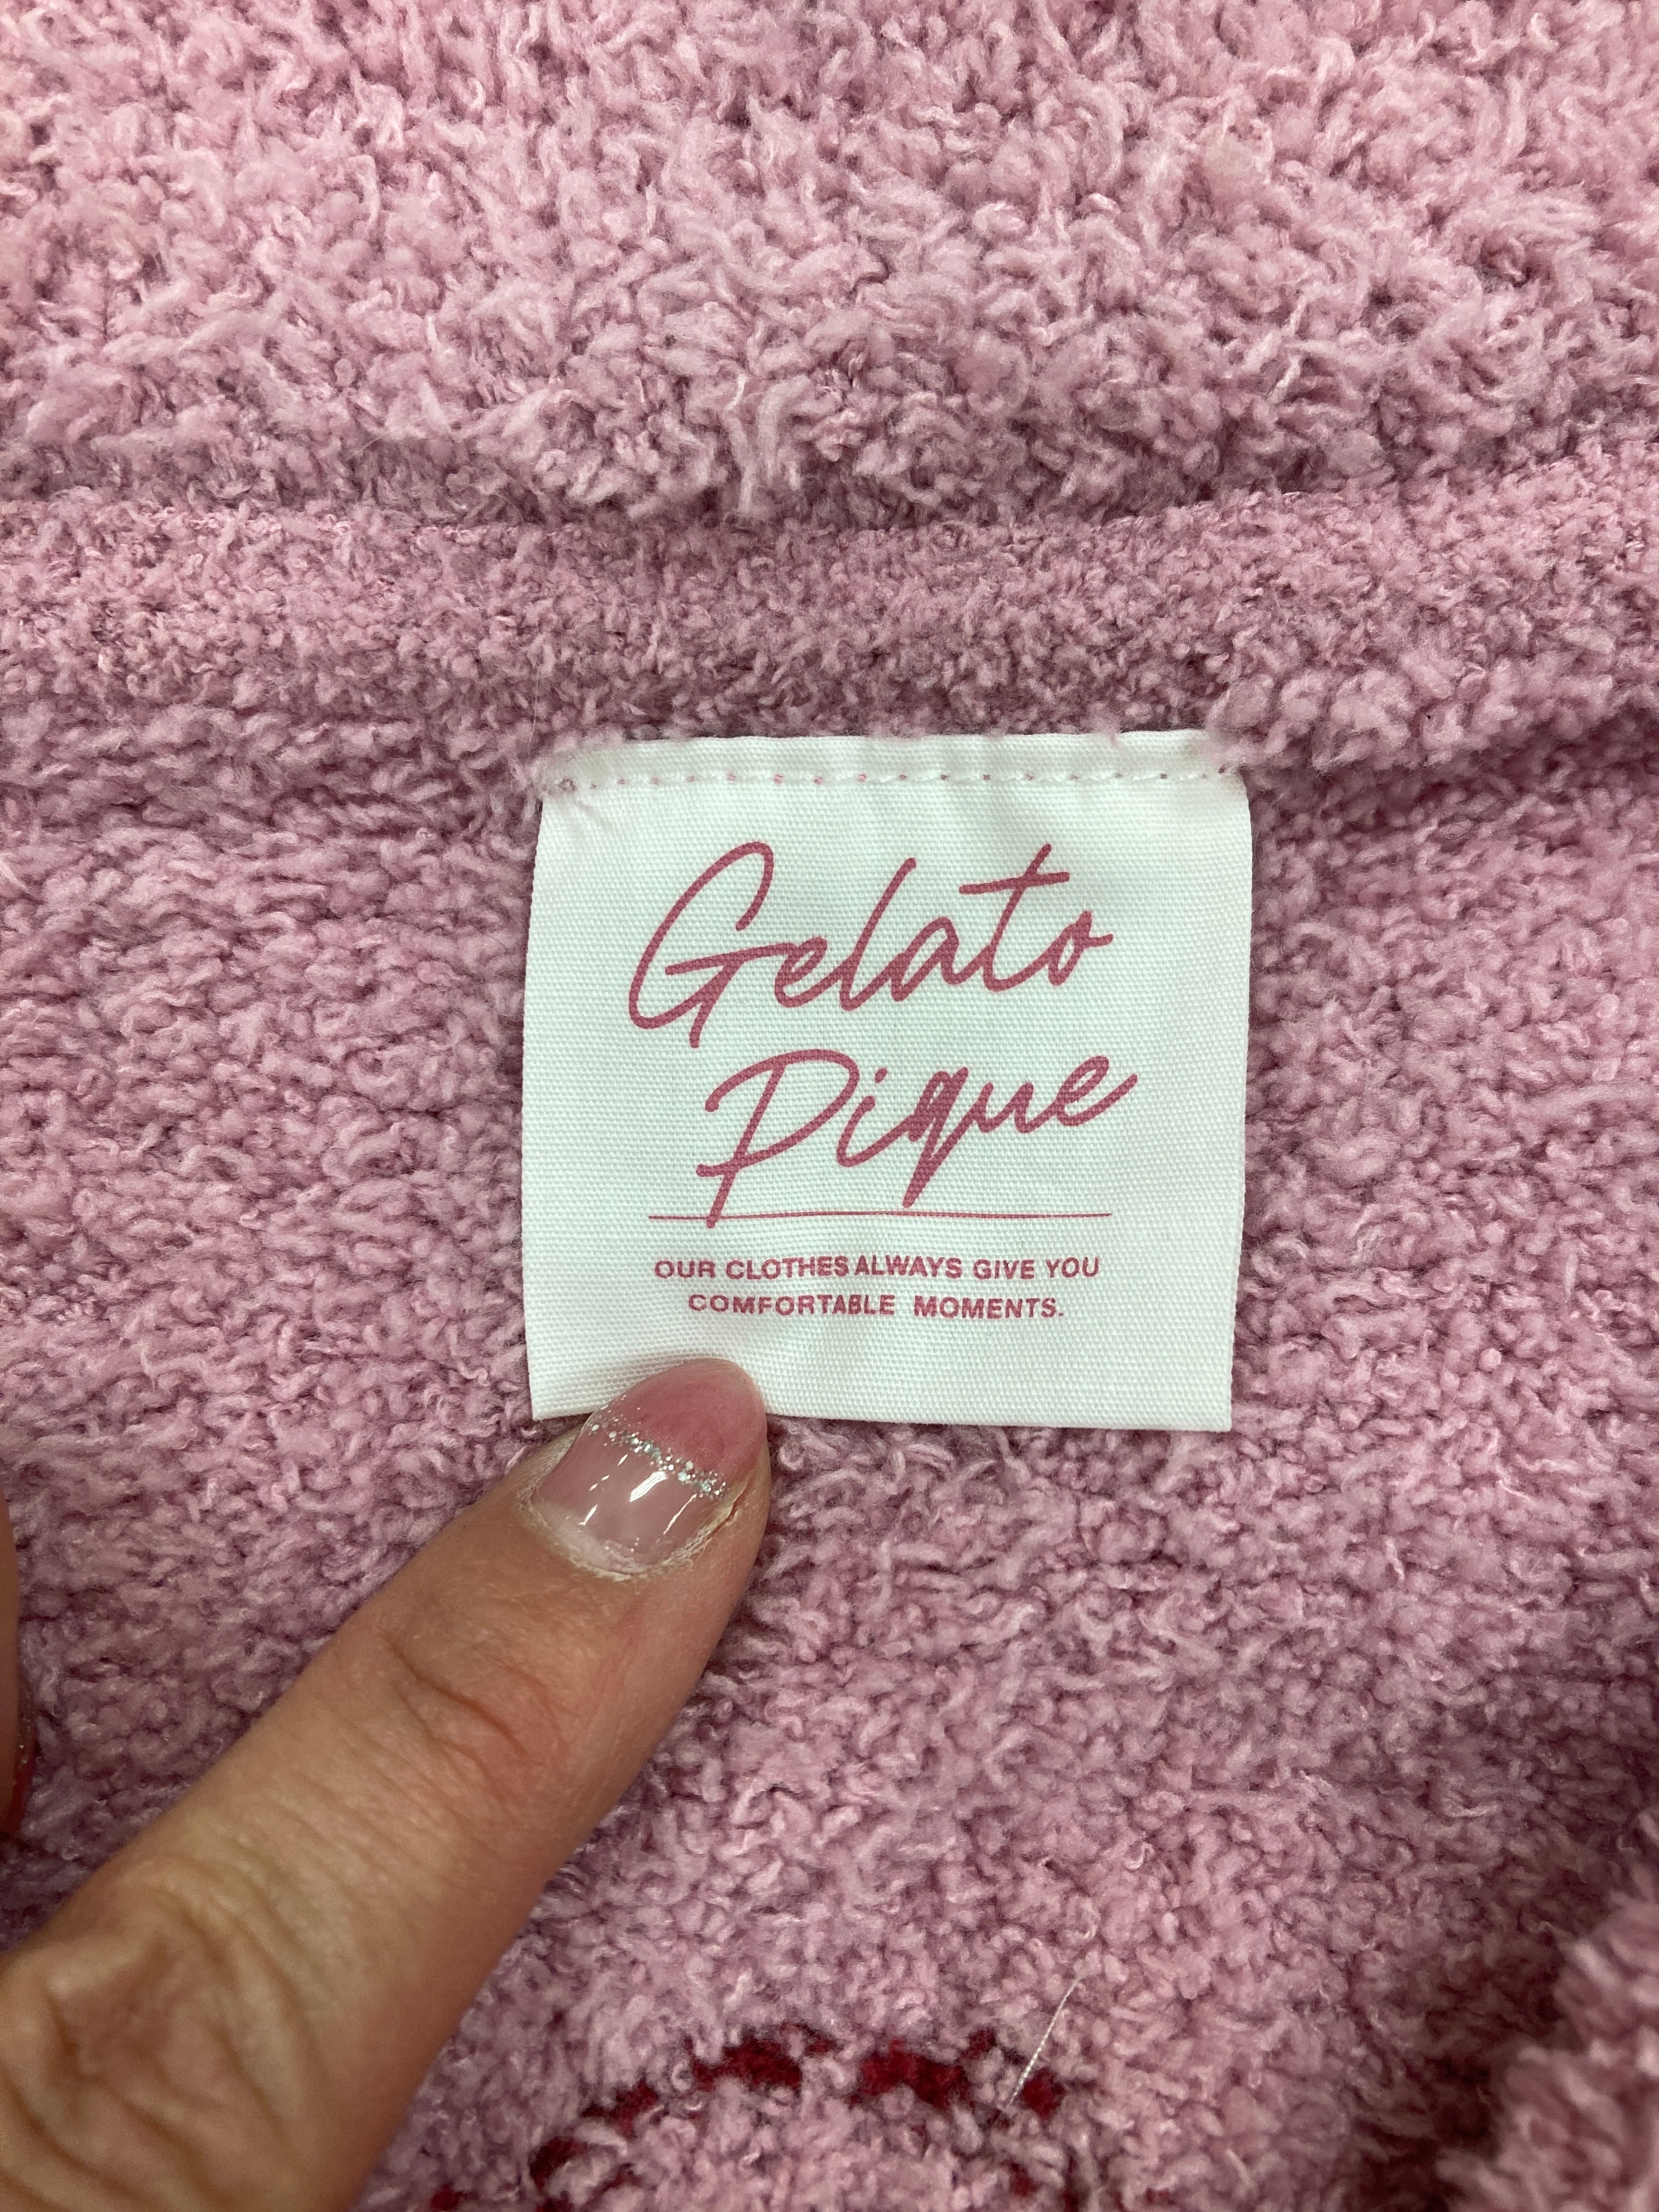 Gelato
Pique
OUR CLOTHES ALWAYS GIVE YOU
COMFORTABLE MOMENTS.